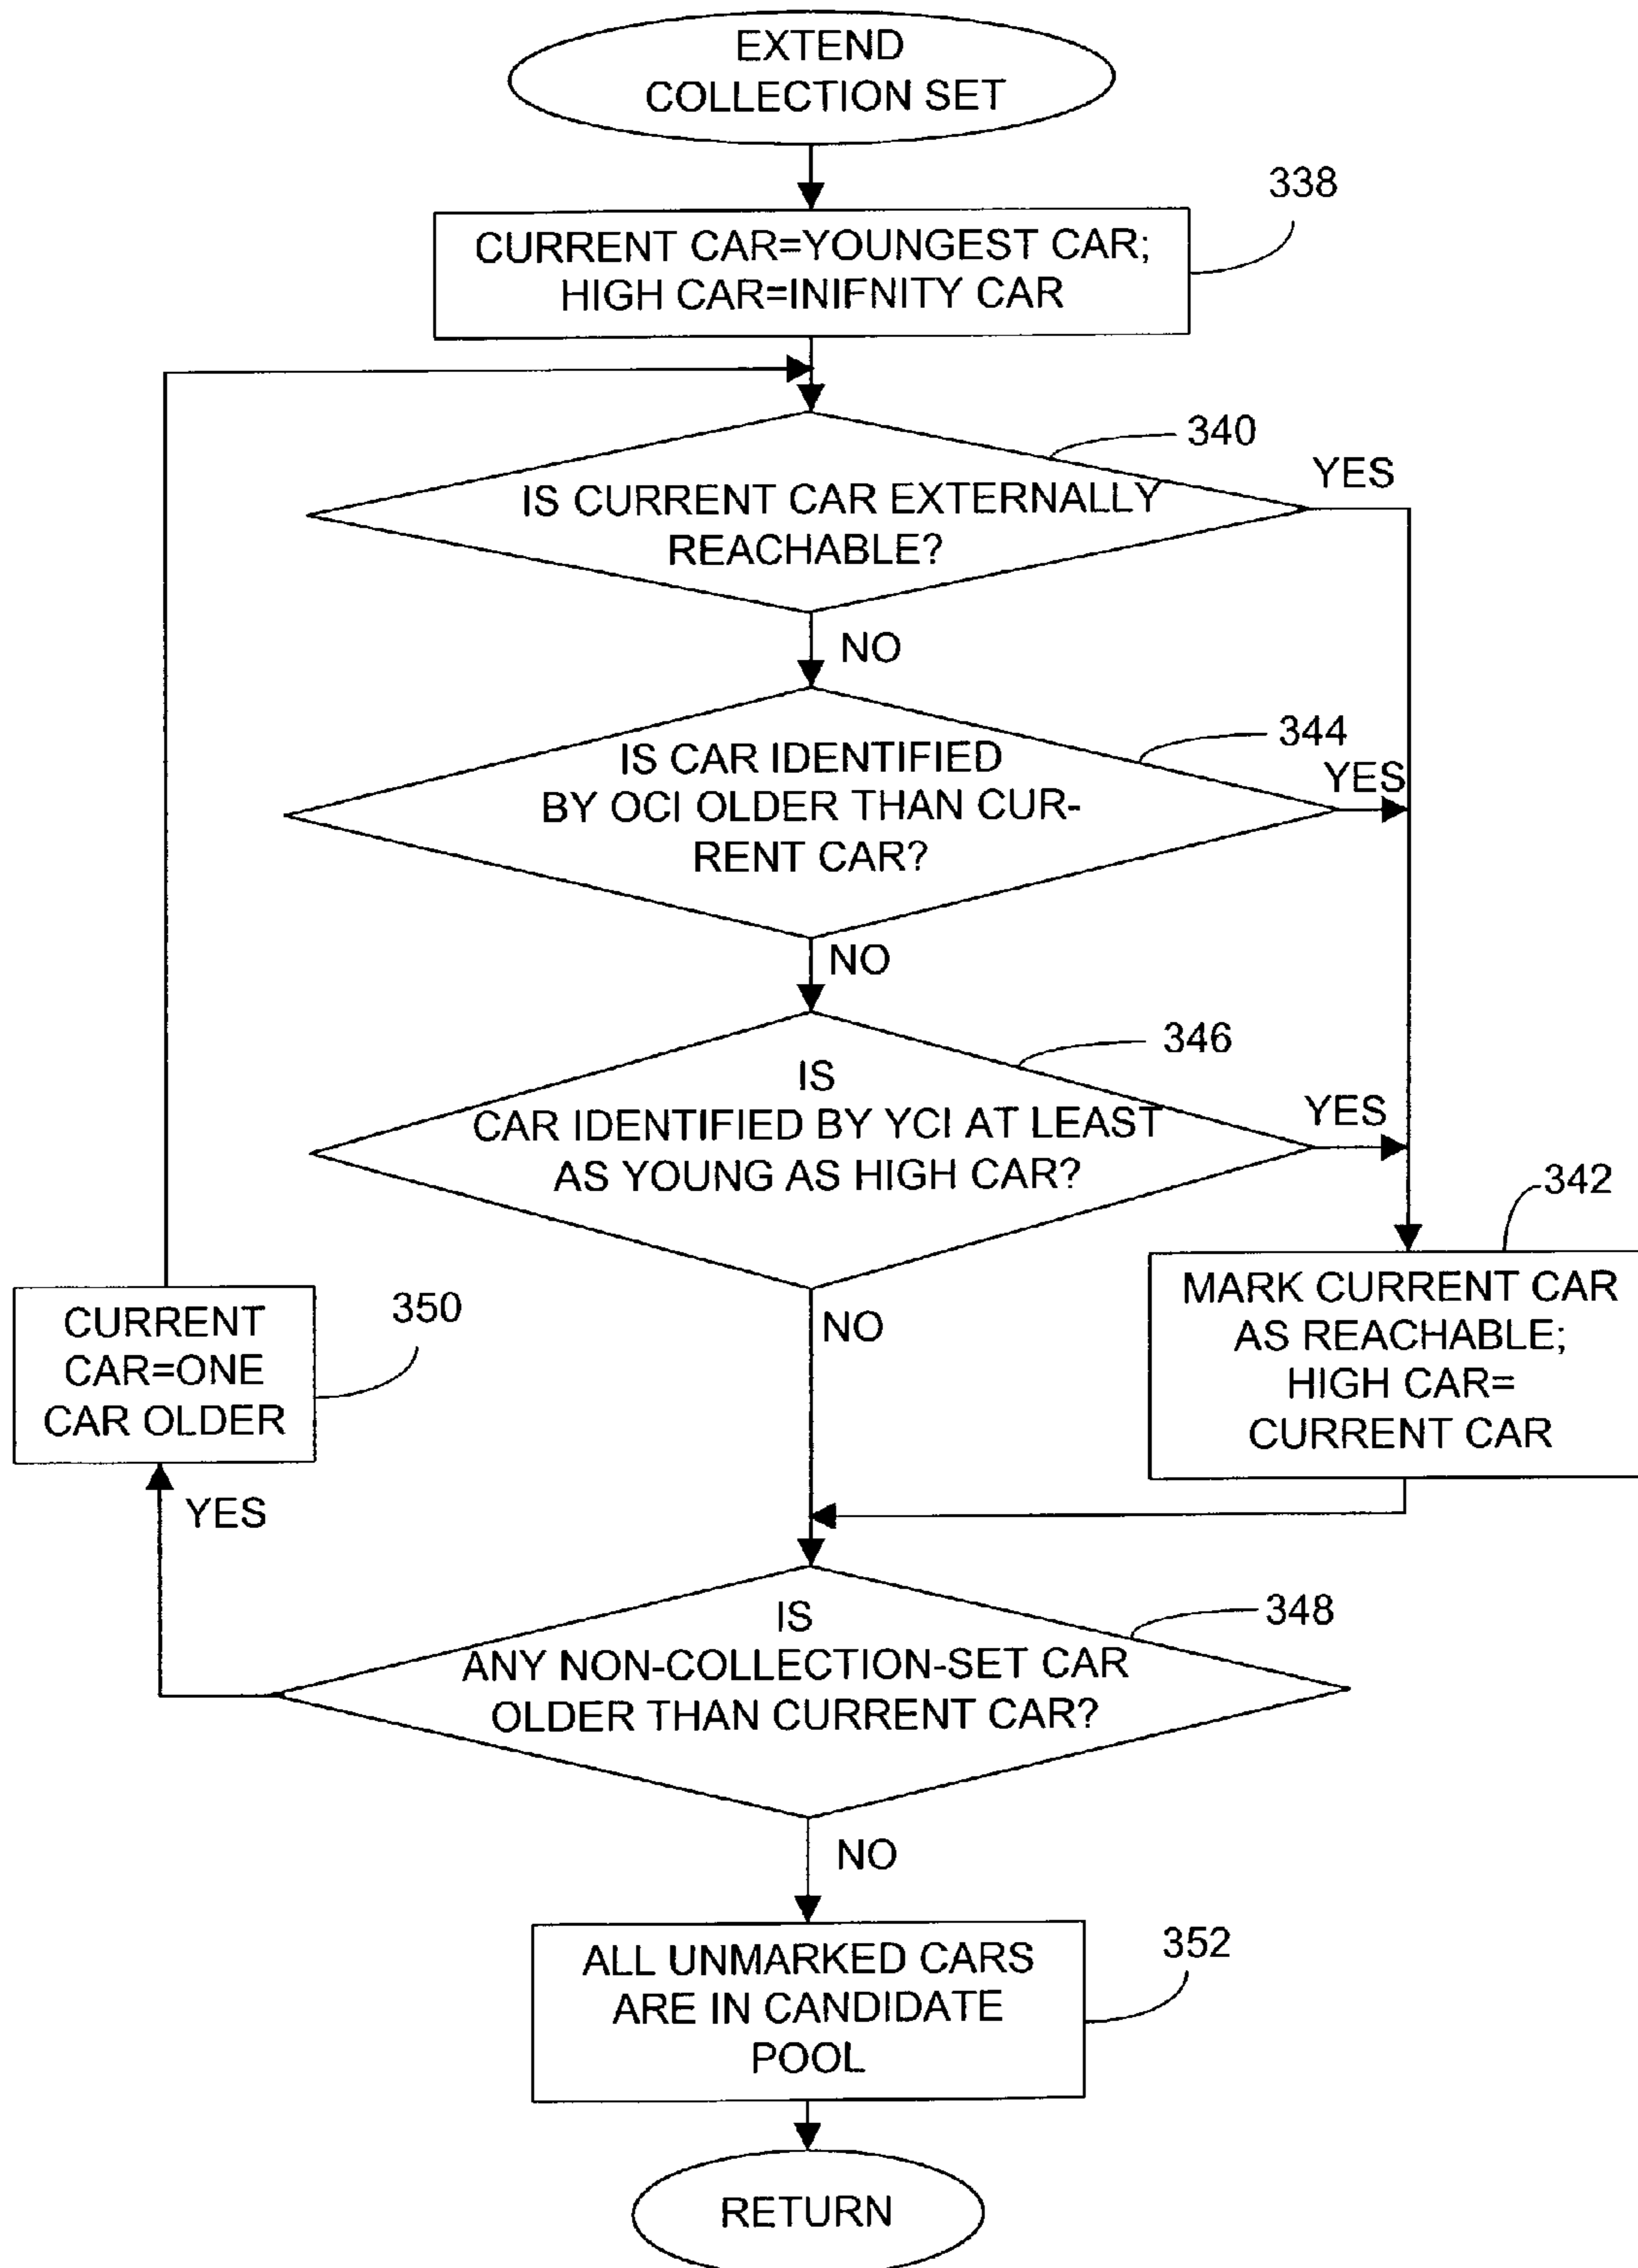 EXTEND
COLLECTION SET
338
CURRENT CAR=YOUNGEST CAR;
HIGH CAR=INIFNITY CAR
340
YES
IS CURRENT CAR EXTERNALLY
REACHABLE?
NO
344
IS CAR IDENTIFIED
YES
BY OCI OLDER THAN CUR-
RENT CAR?
NO
346
IS
YES
CAR IDENTIFIED BY YCI AT LEAST
AS YOUNG AS HIGH CAR?
342
MARK CURRENT CAR
AS REACHABLE;
HIGH CAR=
CURRENT CAR
350
CURRENT
CAR=ONE
CAR OLDER
NO
YES
348
IS
ANY NON-COLLECTION-SET CAR
OLDER THAN CURRENT CAR?
NO
352
ALL UNMARKED CARS
ARE IN CANDIDATE
POOL
RETURN